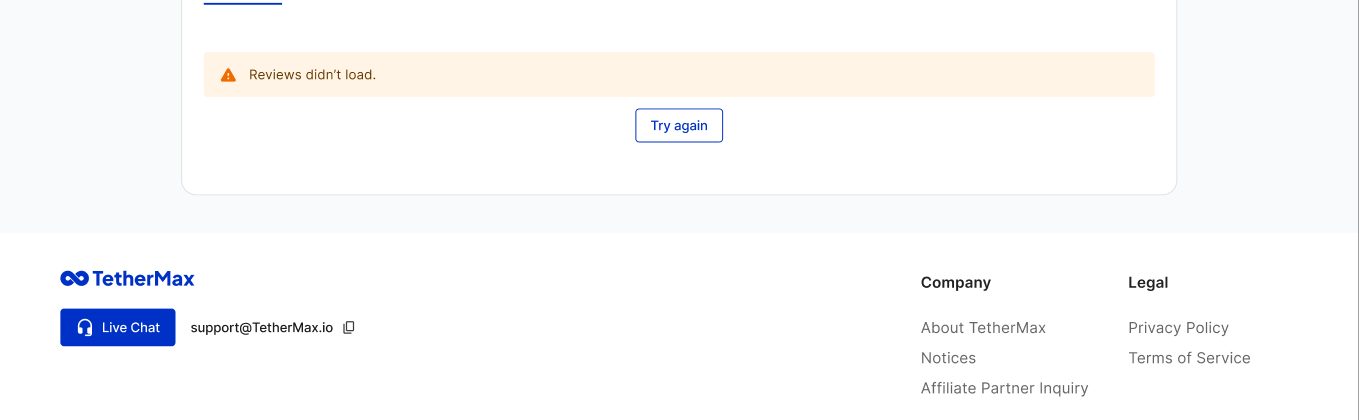 Reviews didn’t load.
Try again
TetherMax
Live Chat
support@TetherMax.io
Company
About TetherMax
Notices
Affiliate Partner Inquiry
Legal
Privacy Policy
Terms of Service